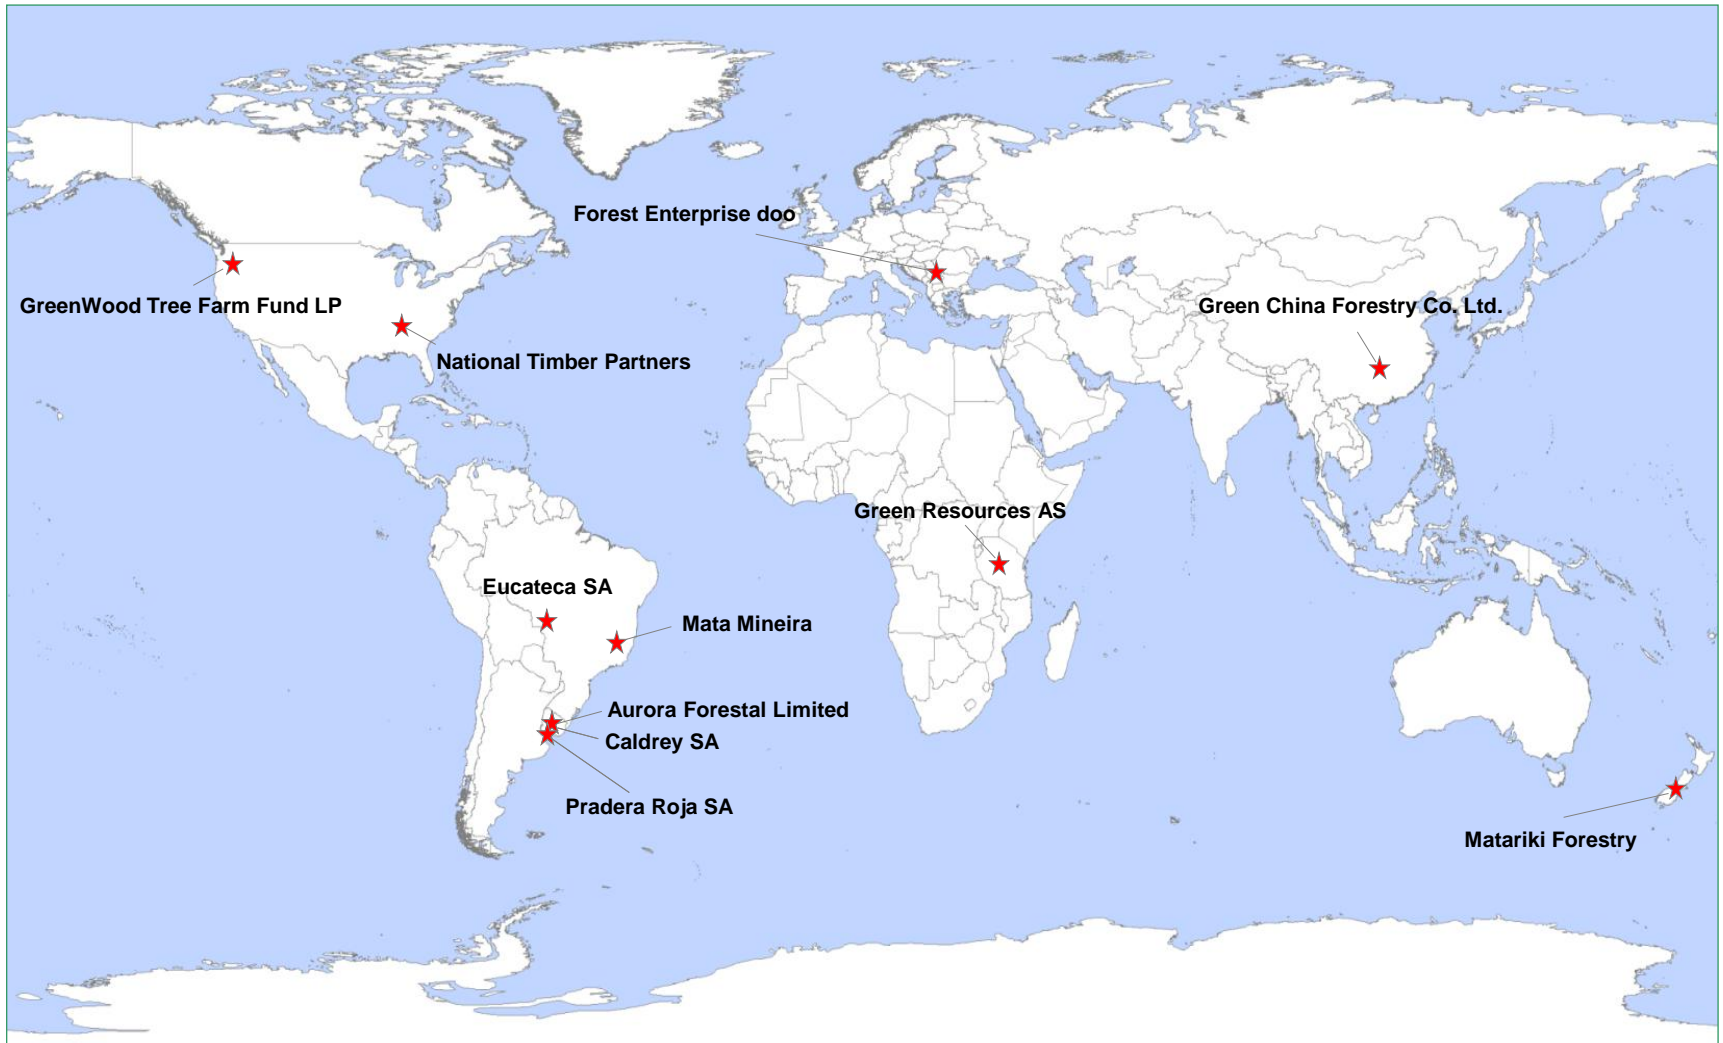 Forest Enterprise doo
GreenWood Tree Farm Fund LP
Green China Forestry Co. Ltd.
National Timber Partners
Green Resources AS
Eucateca SA
Mata Mineira
Aurora Forestal Limited
Caldrey SA
Pradera Roja SA
Matariki Forestry